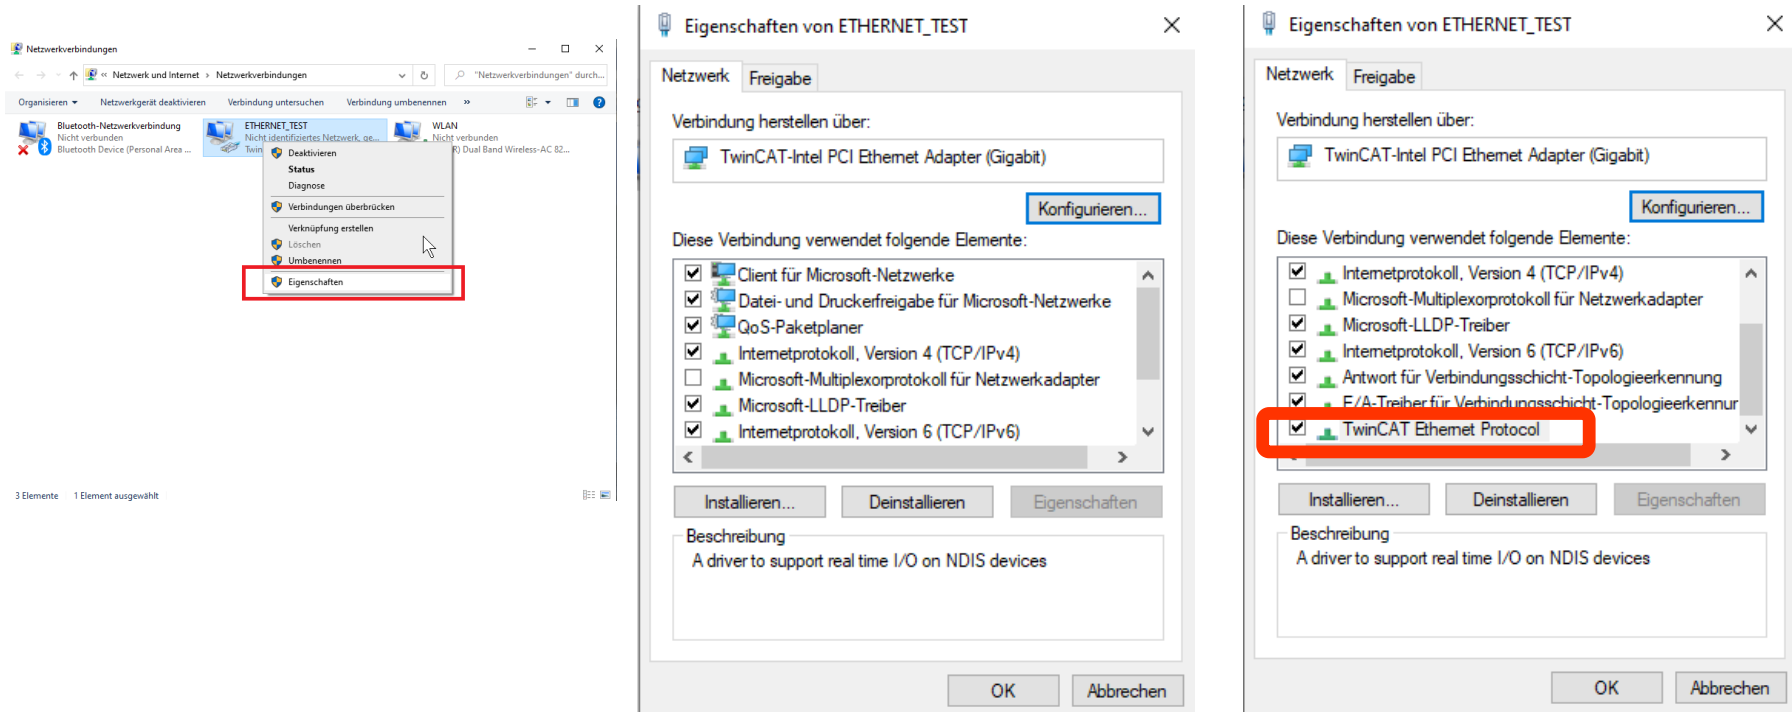 Netzwerkverbindungen
« Netzwerk und Internet › Netzwerkverbindungen
"Netzwerkverbindungen" durch...
Organisieren Netzwerkgerät deaktivieren Verbindung untersuchen Verbindung umbenennen »
Bluetooth-Netzwerkverbindung
Nicht verbunden
Bluetooth Device (Personal Area ...
ETHERNET_TEST
Nicht identifiziertes Netzwerk, ge...
Twin
WLAN
Nicht verbunden
R) Dual Band Wireless-AC 82...
Deaktivieren
Status
Diagnose
Verbindungen überbrücken
Verknüpfung erstellen
Löschen
Umbenennen
Eigenschaften
3 Elemente 1 Element ausgewählt
Eigenschaften von ETHERNET_TEST
Netzwerk Freigabe
Verbindung herstellen über:
TwinCAT-Intel PCI Ethernet Adapter (Gigabit)
Konfigurieren...
Diese Verbindung verwendet folgende Elemente:
Client für Microsoft-Netzwerke
Datei- und Druckerfreigabe für Microsoft-Netzwerke
QoS-Paketplaner
Internetprotokoll, Version 4 (TCP/IPv4)
Microsoft-Multiplexorprotokoll für Netzwerkadapter
Microsoft-LLDP-Treiber
Internetprotokoll, Version 6 (TCP/IPv6)
Installieren... Deinstallieren Eigenschaften
Beschreibung
A driver to support real time I/O on NDIS devices
OK Abbrechen
Eigenschaften von ETHERNET_TEST
Netzwerk Freigabe
Verbindung herstellen über:
TwinCAT-Intel PCI Ethernet Adapter (Gigabit)
Konfigurieren...
Diese Verbindung verwendet folgende Elemente:
Internetprotokoll, Version 4 (TCP/IPv4)
Microsoft-Multiplexorprotokoll für Netzwerkadapter
Microsoft-LLDP-Treiber
Internetprotokoll, Version 6 (TCP/IPv6)
Antwort für Verbindungsschicht-Topologieerkennung
E/A-Treiber für Verbindungsschicht-Topologieerkennur
TwinCAT Ethernet Protocol
Installieren... Deinstallieren Eigenschaften
Beschreibung
A driver to support real time I/O on NDIS devices
OK Abbrechen